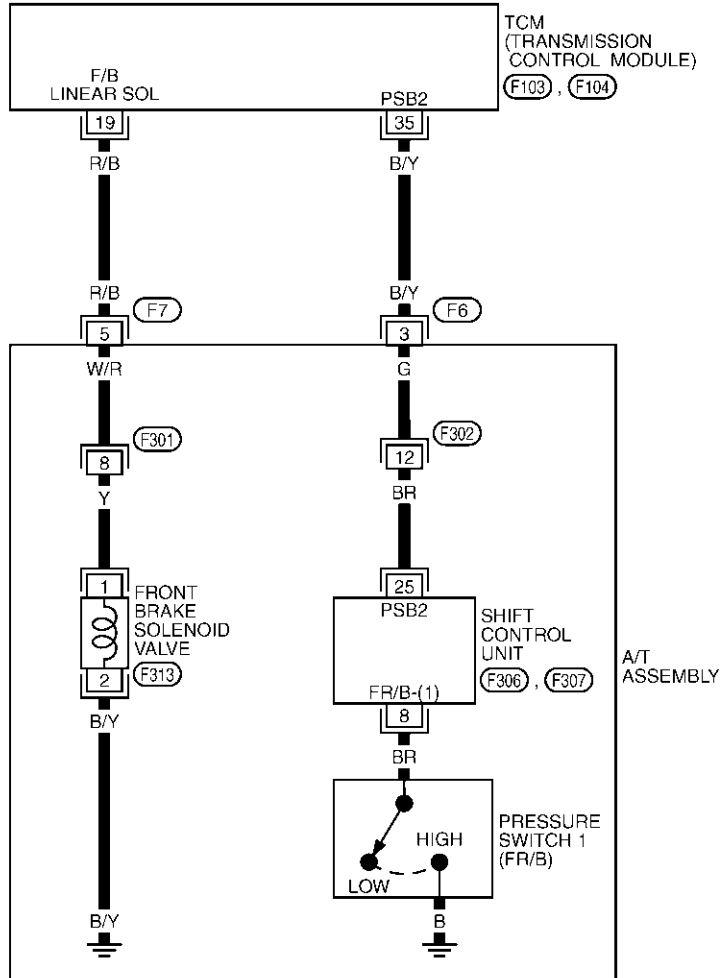 TCM
(TRANSMISSION
CONTROL MODULE)
F103 , F104
F/B
LINEAR SOL
PSB2
19
35
R/B
B/Y
R/B
B/Y
F7
F6
5
3
W/R
G
F301
F302
8
12
Y
BR
1
25
FRONT
BRAKE
SOLENOID
VALVE
F313
PSB2
SHIFT
CONTROL
UNIT
F306 , F307
A/T
ASSEMBLY
2
FR/B-(1)
8
B/Y
BR
PRESSURE
SWITCH 1
(FR/B)
HIGH
LOW
B/Y
B